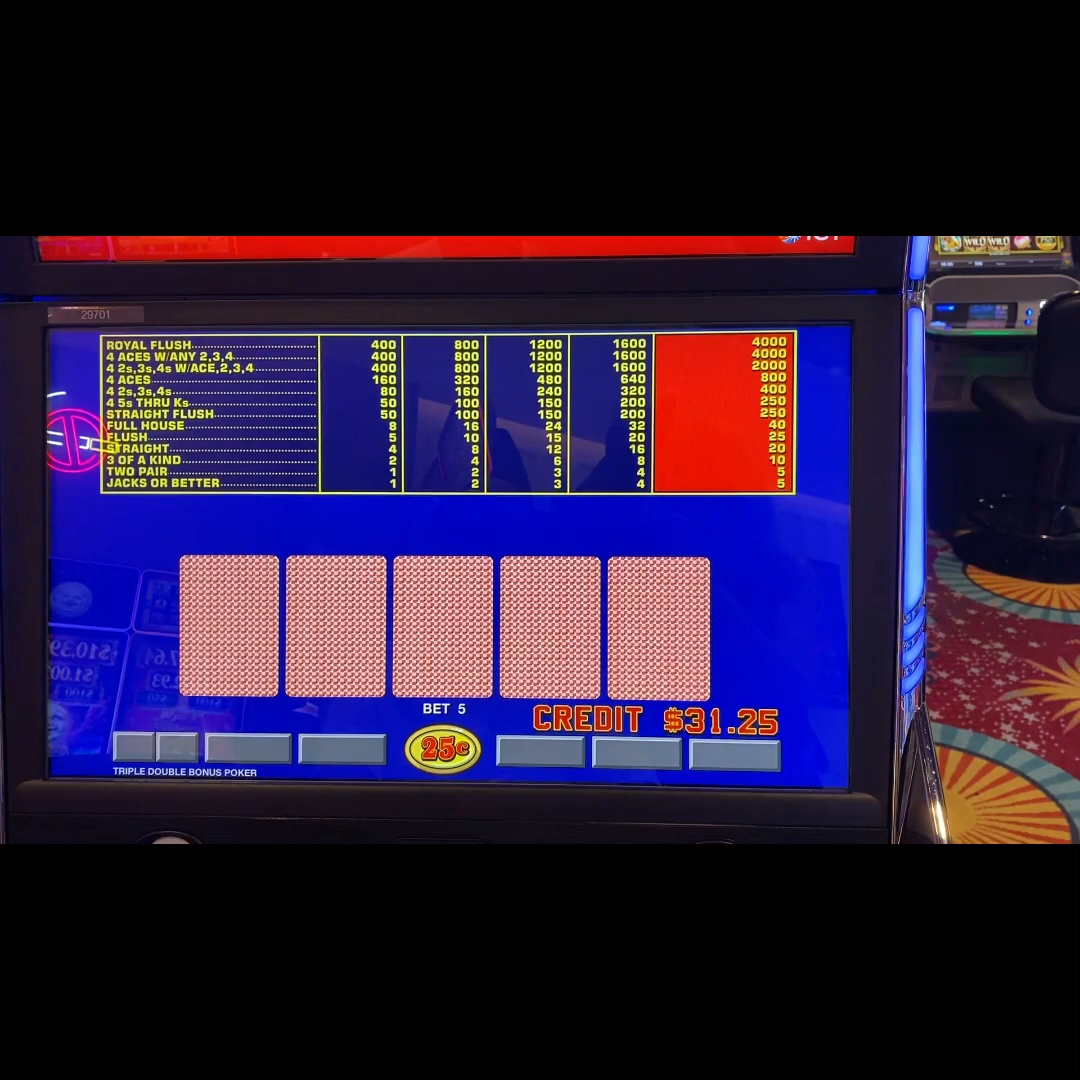 29701
ROYAL FLUSH 400 800 1200 1600 4000
4 ACES W/ANY 2,3,4 400 800 1200 1600 4000
4 2s,3s,4s W/ACE,2,3,4 400 800 1200 1600 2000
4 ACES 160 320 480 640 800
4 2s,3s,4s 80 160 240 320 400
4 5s THRU Ks 50 100 150 200 250
STRAIGHT FLUSH 50 100 150 200 250
FULL HOUSE 8 16 24 32 40
FLUSH 5 10 15 20 25
STRAIGHT 4 8 12 16 20
3 OF A KIND 2 4 6 8 10
TWO PAIR 1 2 3 4 5
JACKS OR BETTER 1 2 3 4 5
BET 5
CREDIT $31.25
25¢
TRIPLE DOUBLE BONUS POKER
WILD WILD